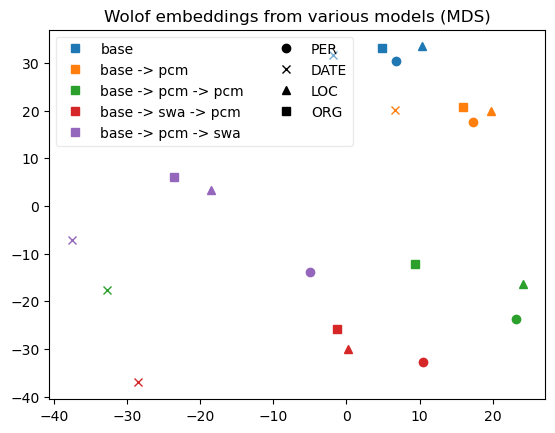 Wolof embeddings from various models (MDS)
base
base -> pcm
base -> pcm -> pcm
base -> swa -> pcm
base -> pcm -> swa
PER
DATE
LOC
ORG
30
20
10
0
−10
−20
−30
−40
−40 −30 −20 −10 0 10 20